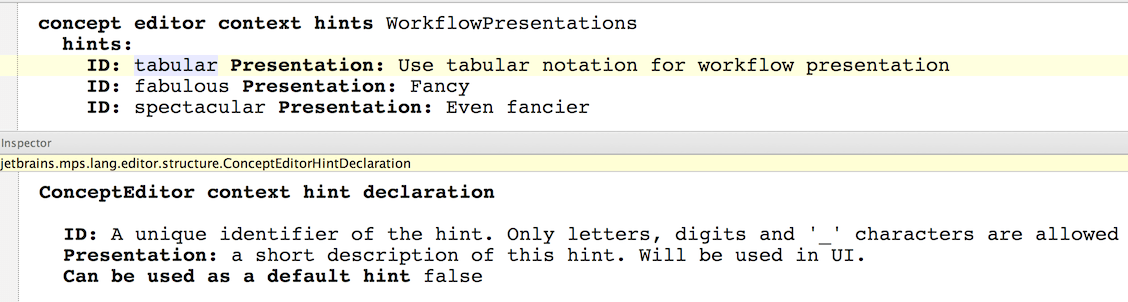 concept editor context hints WorkflowPresentations
hints:
ID: tabular Presentation: Use tabular notation for workflow presentation
ID: fabulous Presentation: Fancy
ID: spectacular Presentation: Even fancier
Inspector
jetbrains.mps.lang.editor.structure.ConceptEditorHintDeclaration
ConceptEditor context hint declaration
ID: A unique identifier of the hint. Only letters, digits and '_' characters are allowed
Presentation: a short description of this hint. Will be used in UI.
Can be used as a default hint false